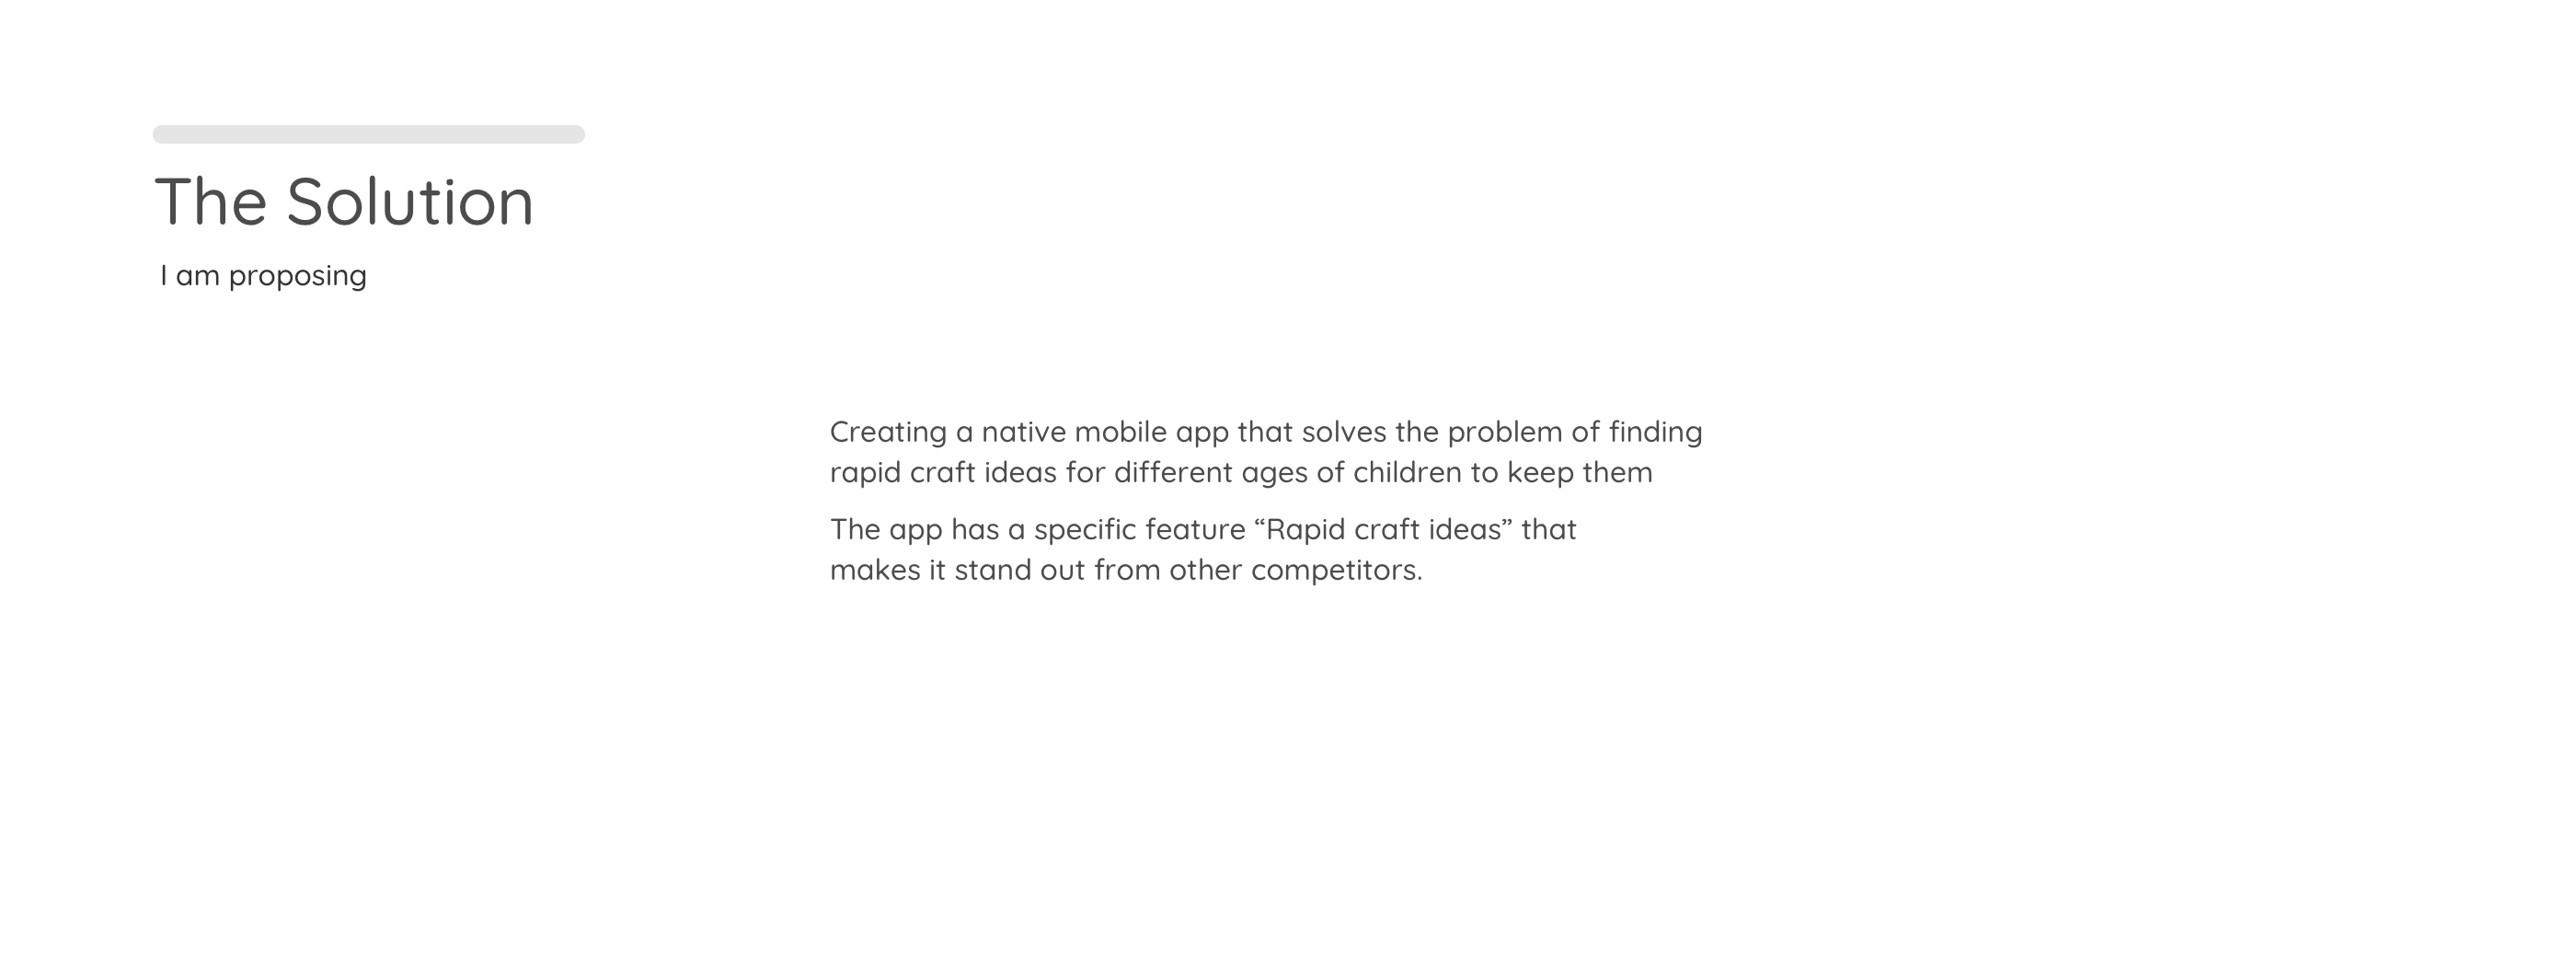 The Solution
I am proposing
Creating a native mobile app that solves the problem of finding
rapid craft ideas for different ages of children to keep them
The app has a specific feature “Rapid craft ideas” that
makes it stand out from other competitors.